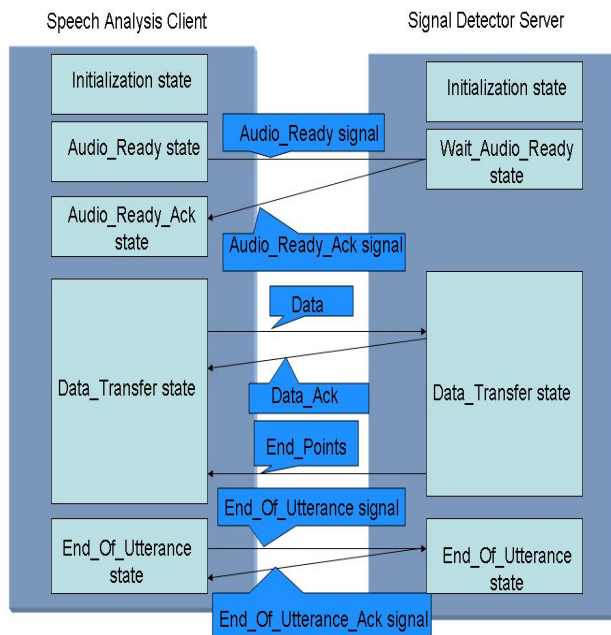 Speech Analysis Client
Signal Detector Server
Initialization state
Initialization state
Audio_Ready signal
Audio_Ready state
Wait_Audio_Ready
state
Audio_Ready_Ack
state
Audio_Ready_Ack signal
Data
Data_Transfer state
Data_Transfer state
Data_Ack
End_Points
End_Of_Utterance signal
End_Of_Utterance
state
End_Of_Utterance
state
End_Of_Utterance_Ack signal